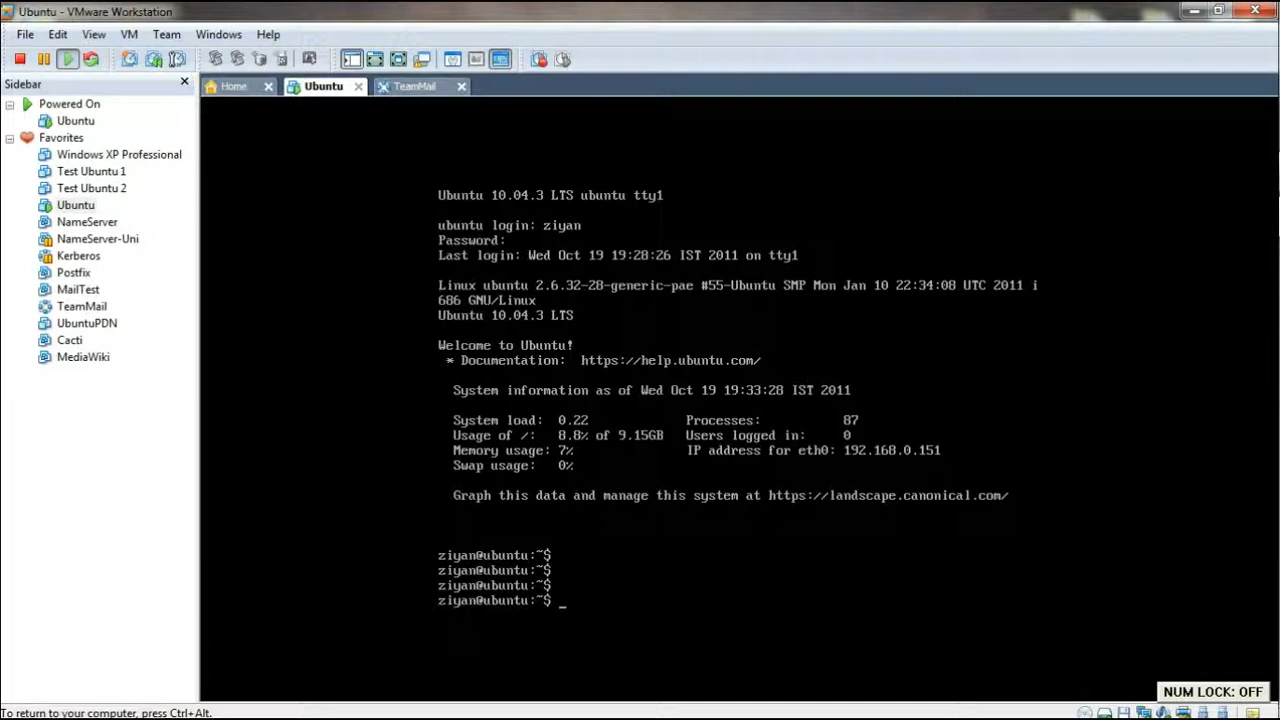 Ubuntu - VMware Workstation
File Edit View VM Team Windows Help
Sidebar
Home Ubuntu TeamMail
Powered On
Ubuntu
Favorites
Windows XP Professional
Test Ubuntu 1
Test Ubuntu 2
Ubuntu
NameServer
NameServer-Uni
Kerberos
Postfix
MailTest
TeamMail
UbuntuPDN
Cacti
MediaWiki
Ubuntu 10.04.3 LTS ubuntu tty1
ubuntu login: ziyan
Password:
Last login: Wed Oct 19 19:28:26 IST 2011 on tty1
Linux ubuntu 2.6.32-28-generic-pae #55-Ubuntu SMP Mon Jan 10 22:34:08 UTC 2011 i
686 GNU/Linux
Ubuntu 10.04.3 LTS
Welcome to Ubuntu!
* Documentation: https://help.ubuntu.com/
System information as of Wed Oct 19 19:33:28 IST 2011
System load: 0.22 Processes: 87
Usage of /: 8.8% of 9.15GB Users logged in: 0
Memory usage: 7% IP address for eth0: 192.168.0.151
Swap usage: 0%
Graph this data and manage this system at https://landscape.canonical.com/
ziyan@ubuntu:~$
ziyan@ubuntu:~$
ziyan@ubuntu:~$
ziyan@ubuntu:~$ _
NUM LOCK: OFF
To return to your computer, press Ctrl+Alt.